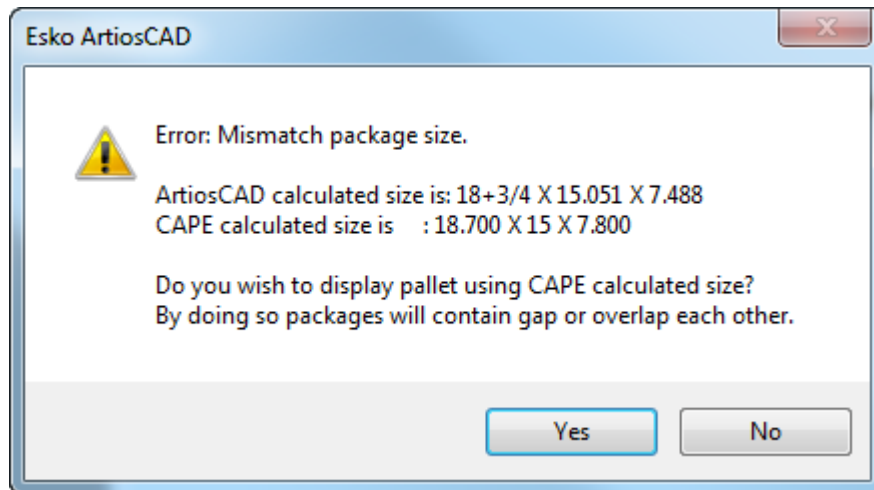 Esko ArtiosCAD
Error: Mismatch package size.
ArtiosCAD calculated size is: 18+3/4 X 15.051 X 7.488
CAPE calculated size is : 18.700 X 15 X 7.800
Do you wish to display pallet using CAPE calculated size?
By doing so packages will contain gap or overlap each other.
Yes
No